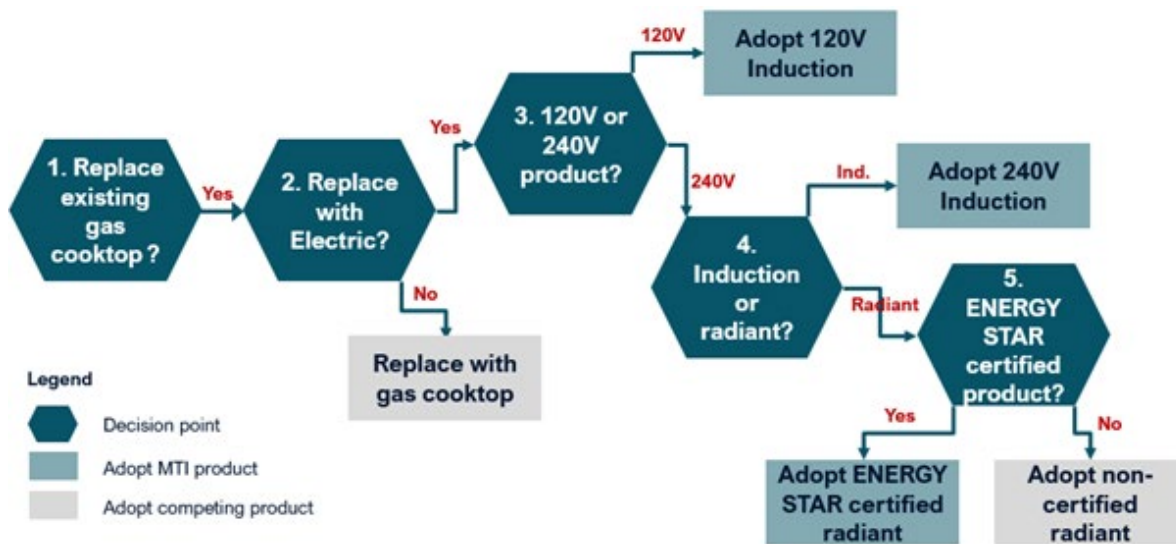 120V
Adopt 120V
Induction
Yes
3. 120V or
240V
product?
1. Replace
existing
gas
cooktop ?
Yes
2. Replace
with
Electric?
240V
Ind.
Adopt 240V
Induction
4.
Induction
or
radiant?
No
Radiant
5.
ENERGY
STAR
certified
product?
Replace with
gas cooktop
Legend
Decision point
Adopt MTI product
Adopt competing product
Yes
No
Adopt ENERGY
STAR certified
radiant
Adopt non-
certified
radiant